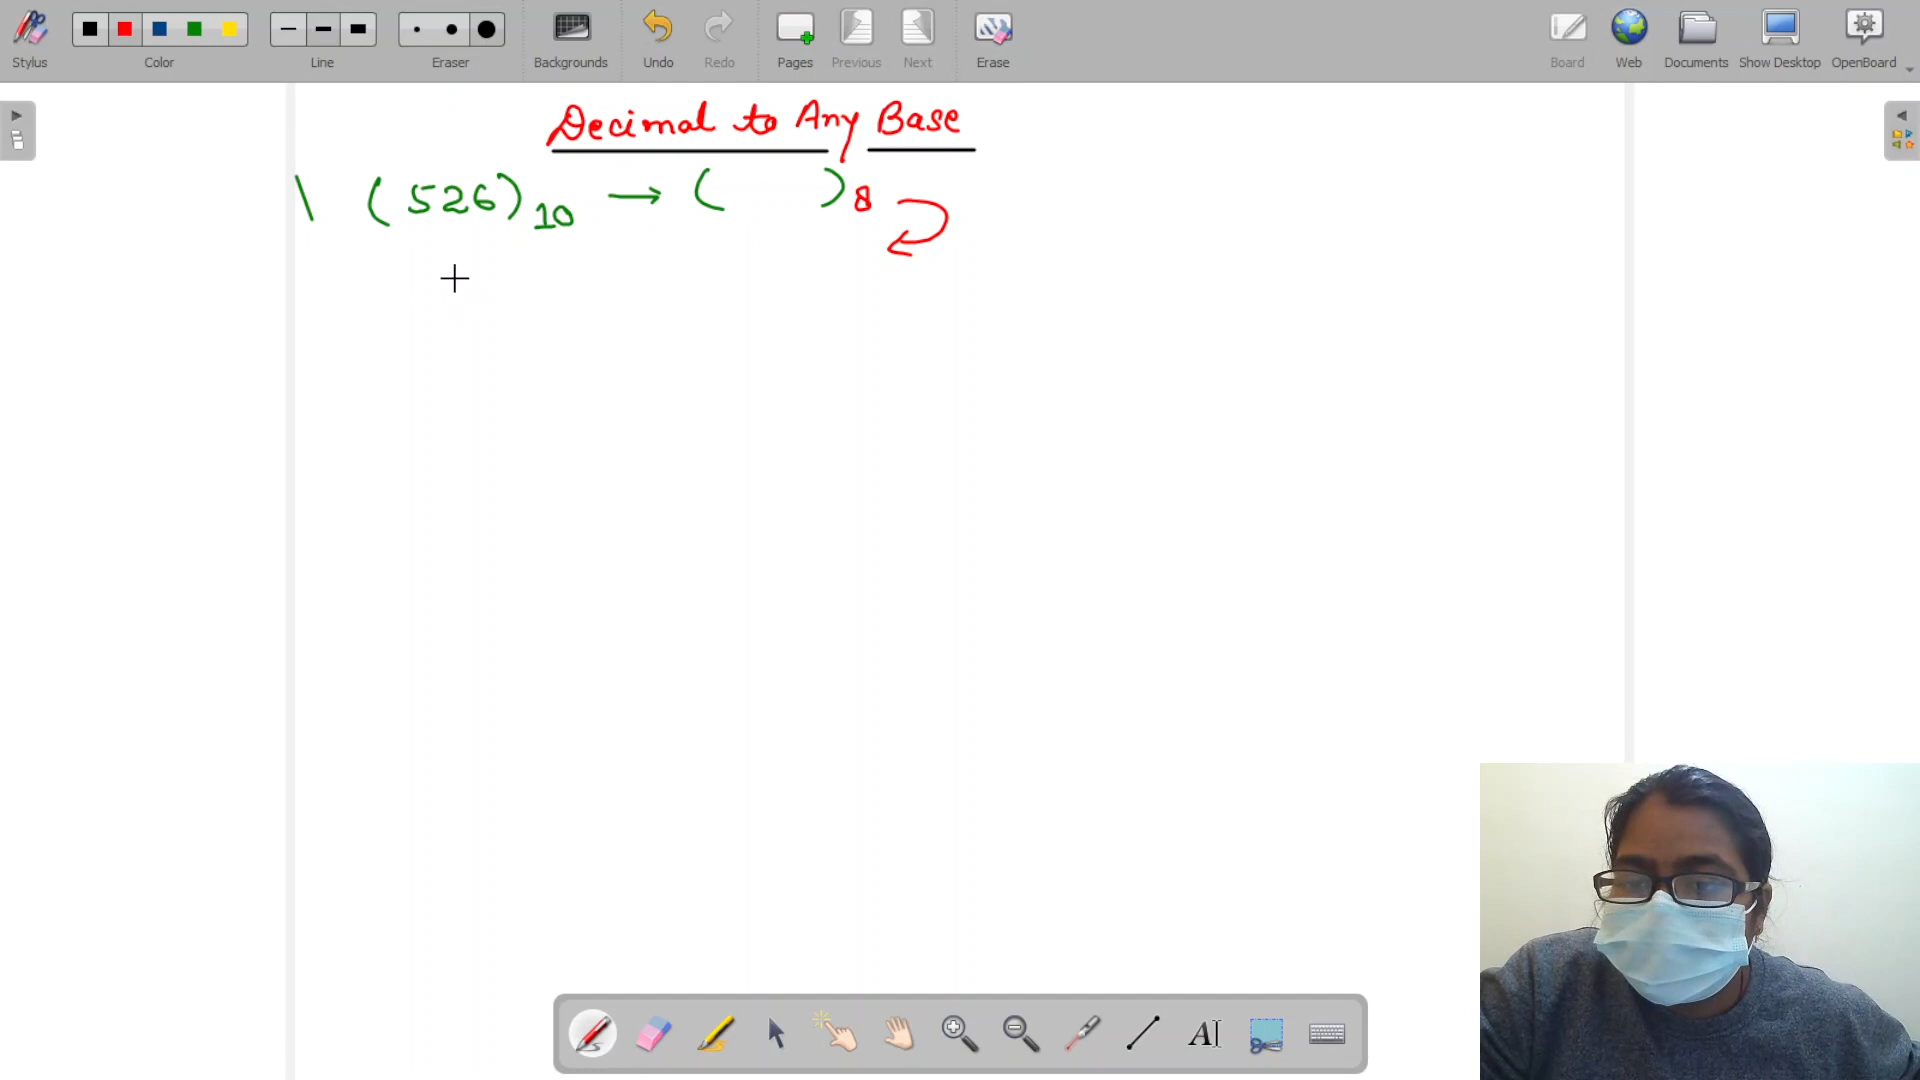 Stylus Color Line Eraser Backgrounds Undo Redo Pages Previous Next Erase Board Web Documents Show Desktop OpenBoard
Decimal to Any Base
\ (526)10 → ( )8
A